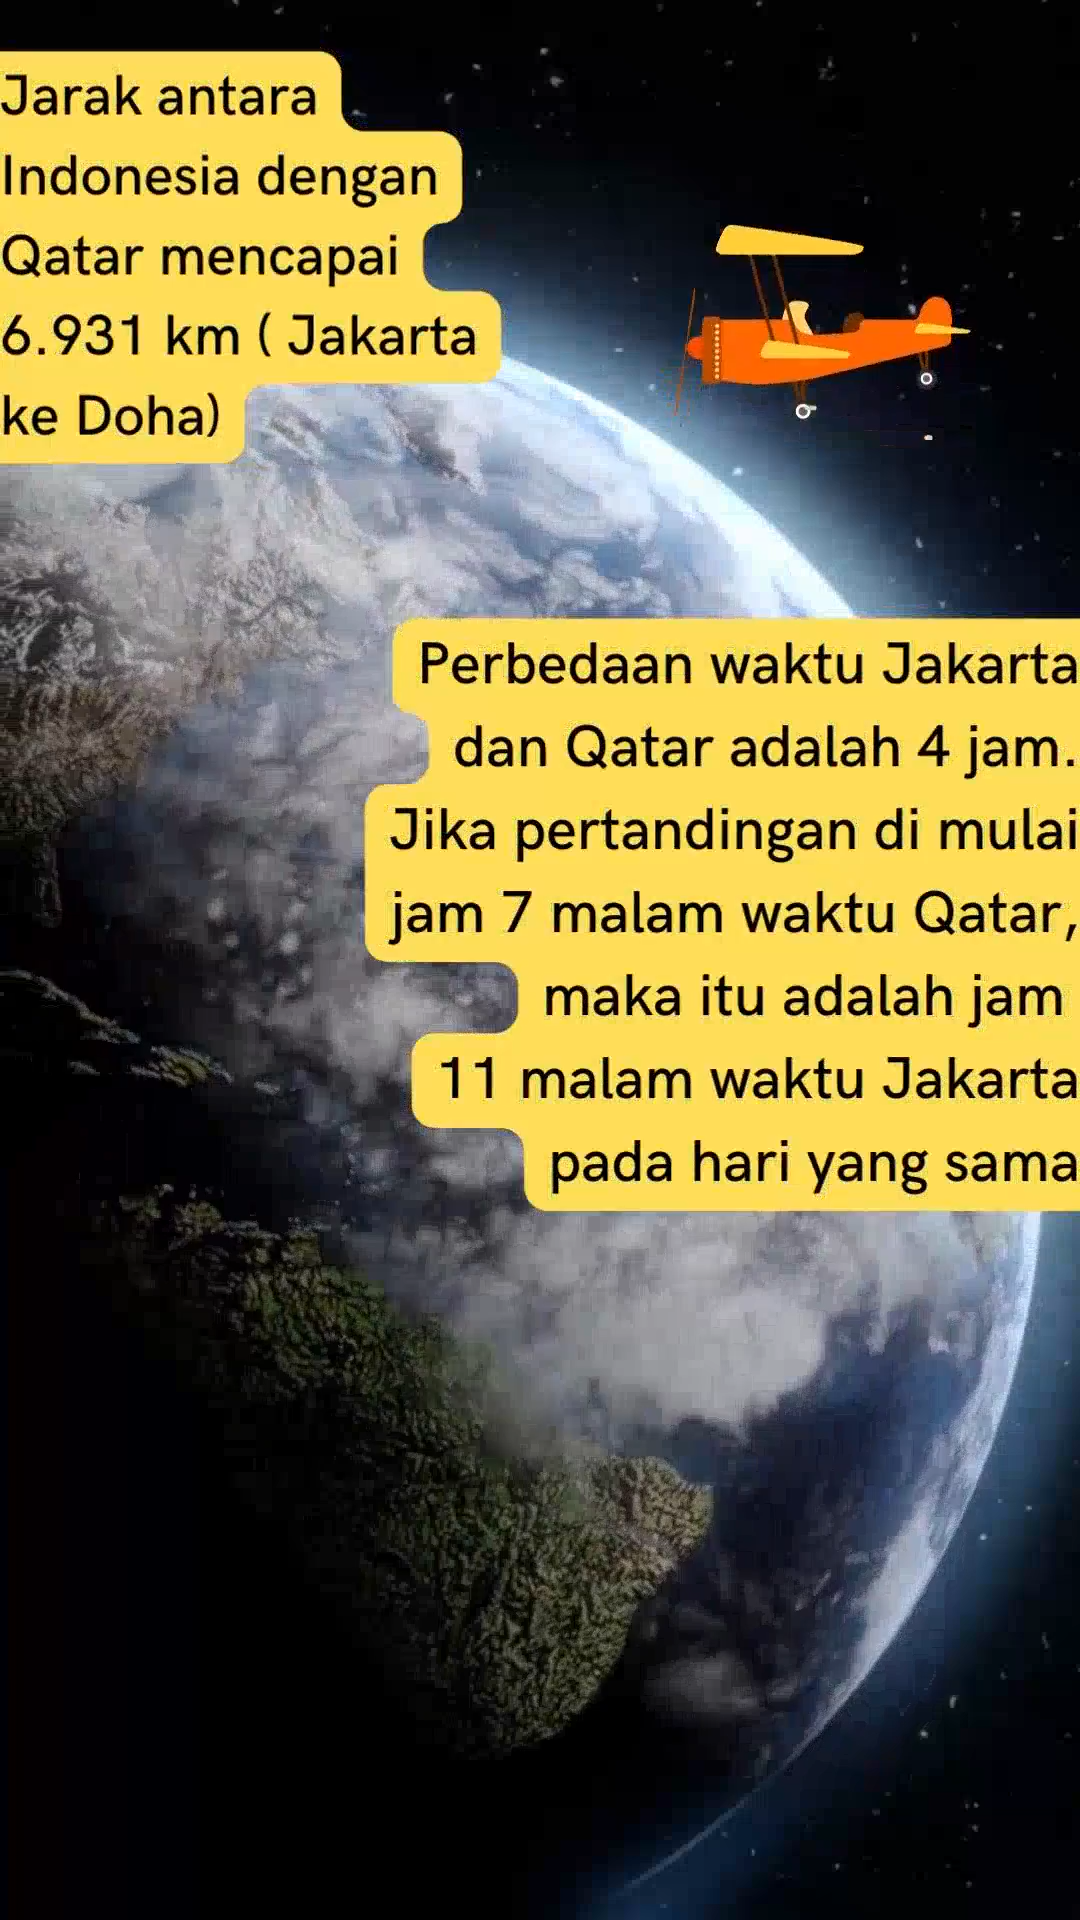 Jarak antara
Indonesia dengan
Qatar mencapai
6.931 km ( Jakarta
ke Doha)
Perbedaan waktu Jakarta
dan Qatar adalah 4 jam.
Jika pertandingan di mulai
jam 7 malam waktu Qatar,
maka itu adalah jam
11 malam waktu Jakarta
pada hari yang sama